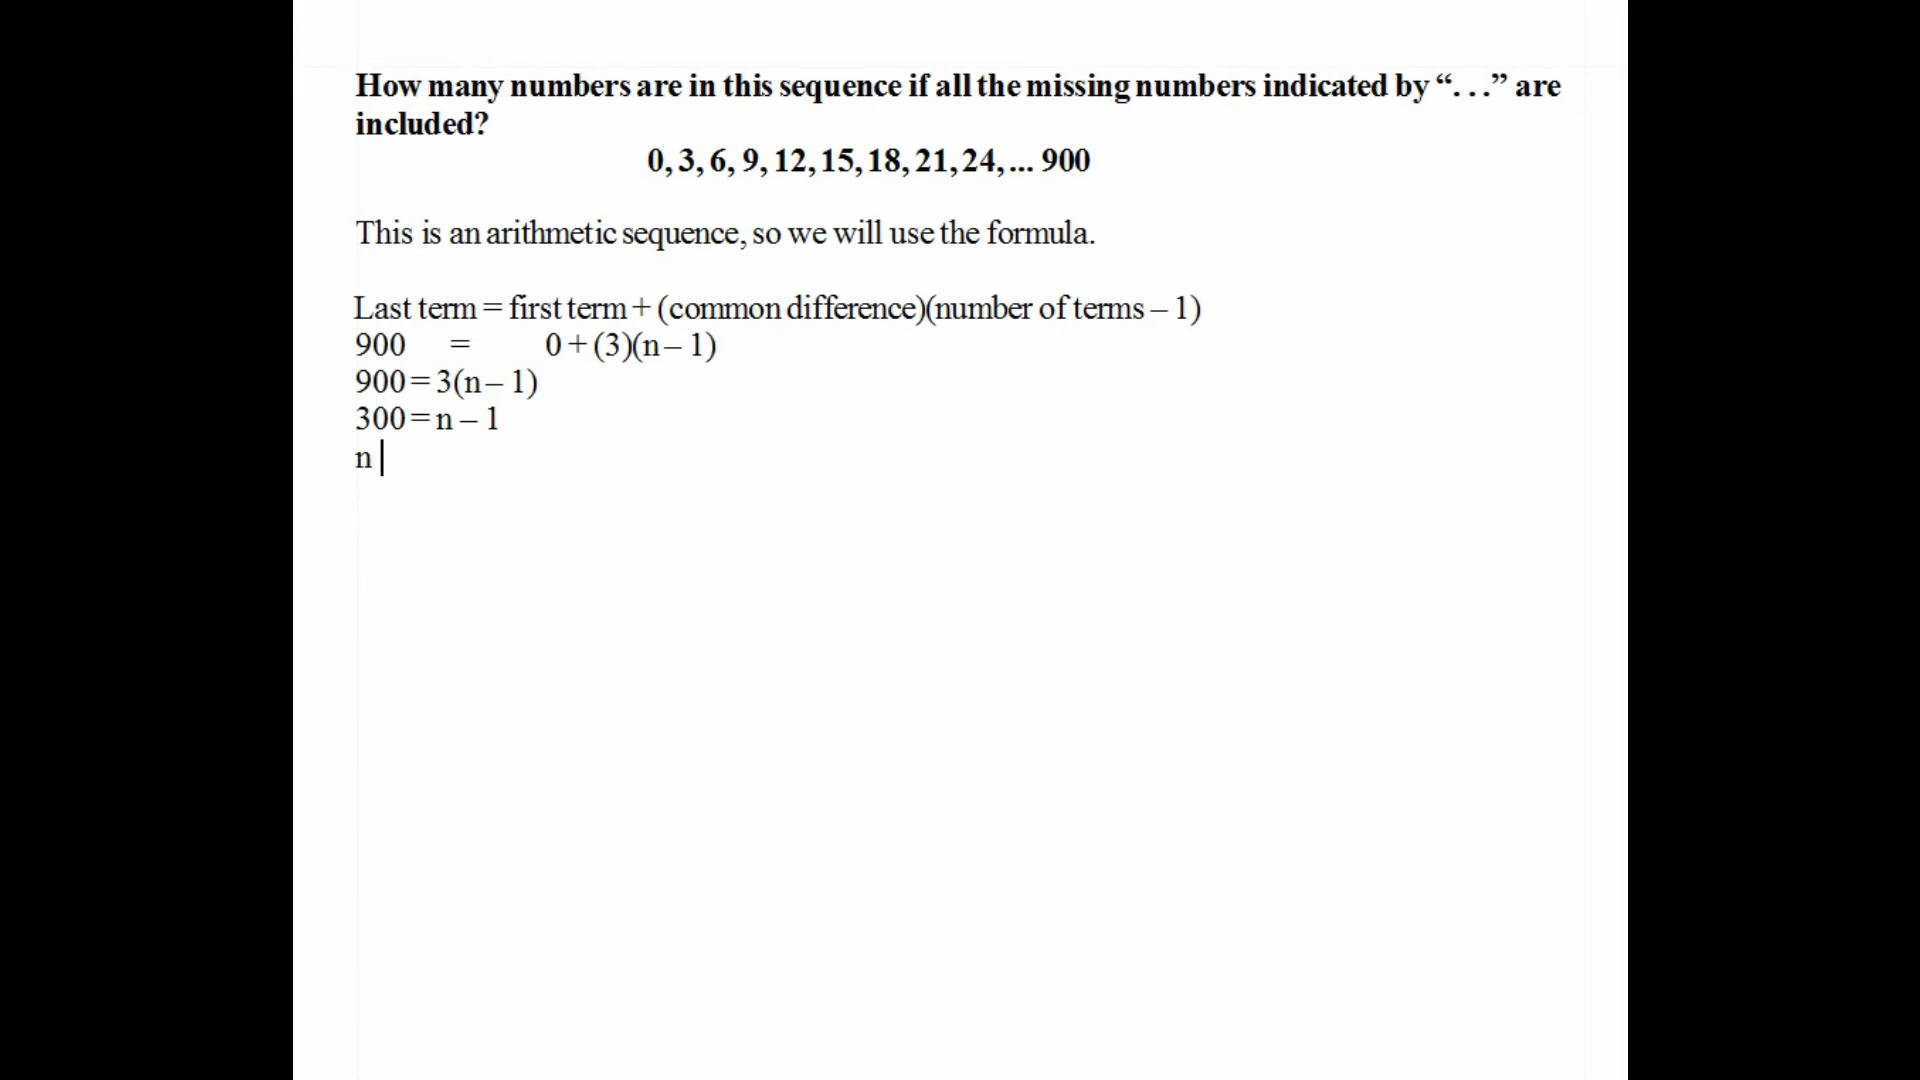 How many numbers are in this sequence if all the missing numbers indicated by “. . .” are
included?
0, 3, 6, 9, 12, 15, 18, 21, 24, ... 900
This is an arithmetic sequence, so we will use the formula.
Last term = first term + (common difference)(number of terms – 1)
900 = 0 + (3)(n – 1)
900 = 3(n – 1)
300 = n – 1
n